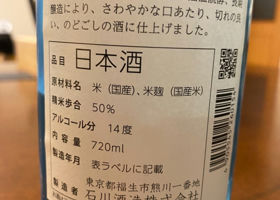 醸造により、さわやかな口あたり、切れの良
い、のどごしの酒に仕上げました。
品目 日本酒
原材料名 米(国産)、米麹(国産米)
精米歩合 50%
アルコール分 14度
内容量 720ml
製造年月 表ラベルに記載
製造者 東京都福生市熊川一番地
石川酒造株式会社